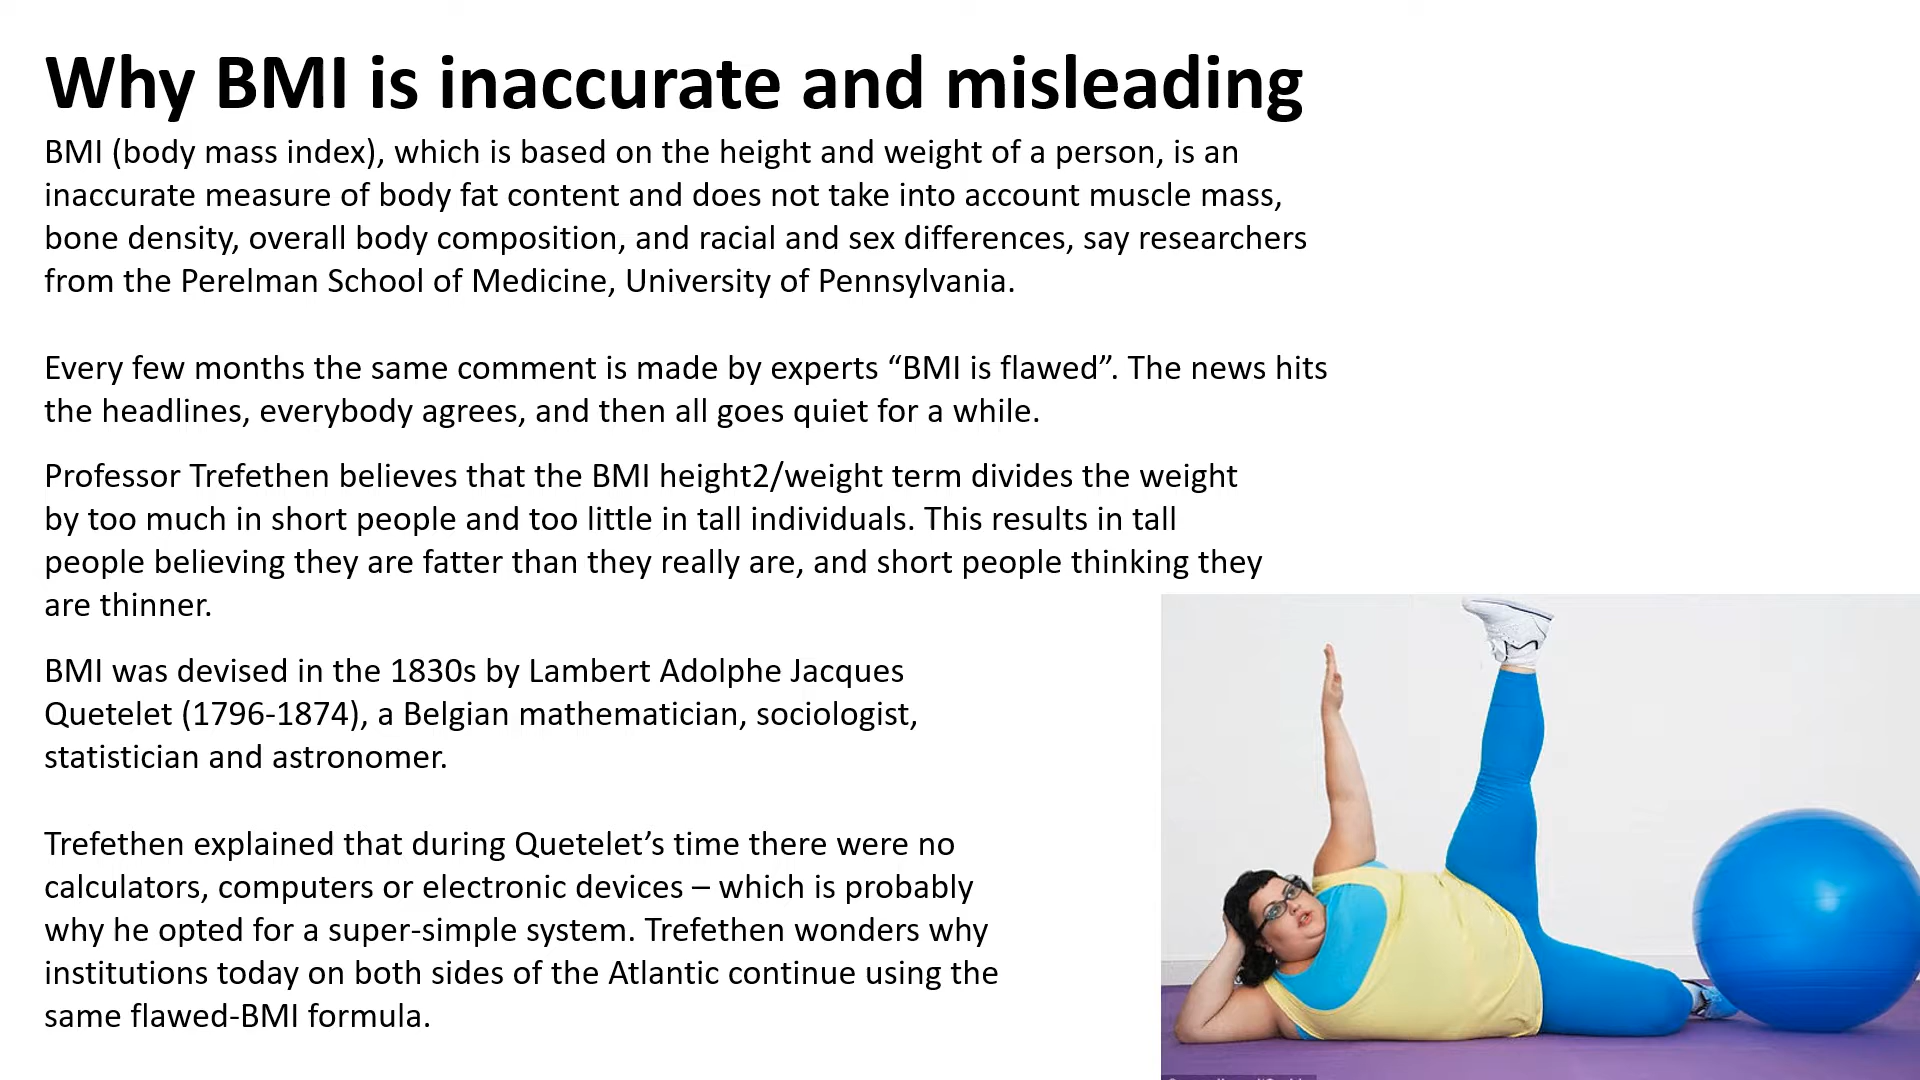 Why BMI is inaccurate and misleading
BMI (body mass index), which is based on the height and weight of a person, is an
inaccurate measure of body fat content and does not take into account muscle mass,
bone density, overall body composition, and racial and sex differences, say researchers
from the Perelman School of Medicine, University of Pennsylvania.
Every few months the same comment is made by experts “BMI is flawed”. The news hits
the headlines, everybody agrees, and then all goes quiet for a while.
Professor Trefethen believes that the BMI height2/weight term divides the weight
by too much in short people and too little in tall individuals. This results in tall
people believing they are fatter than they really are, and short people thinking they
are thinner.
BMI was devised in the 1830s by Lambert Adolphe Jacques
Quetelet (1796-1874), a Belgian mathematician, sociologist,
statistician and astronomer.
Trefethen explained that during Quetelet’s time there were no
calculators, computers or electronic devices – which is probably
why he opted for a super-simple system. Trefethen wonders why
institutions today on both sides of the Atlantic continue using the
same flawed-BMI formula.